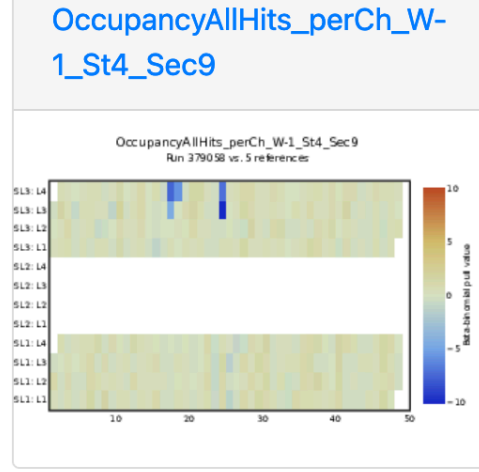 OccupancyAllHits_perCh_W-
1_St4_Sec9
OccupancyAllHits_perCh_W-1_St4_Sec9
Run 379058 vs. 5 references
SL3: L4
SL3: L3
SL3: L2
SL3: L1
SL2: L4
SL2: L3
SL2: L2
SL2: L1
SL1: L4
SL1: L3
SL1: L2
SL1: L1
10
20
30
40
50
10
5
0
−5
−10
Beta-binomial pull value